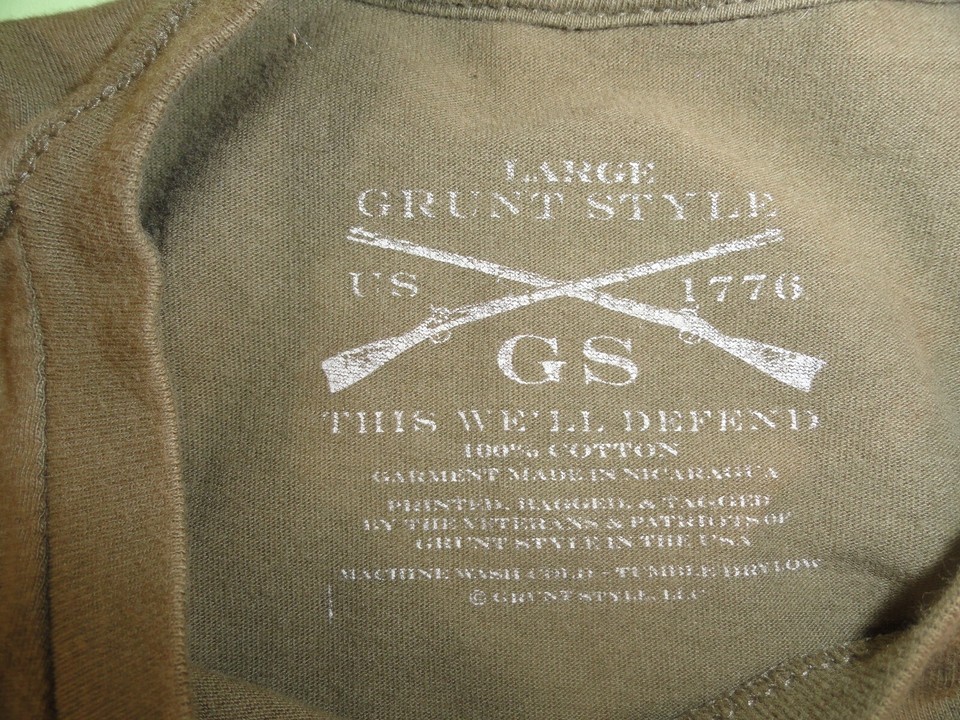 LARGE
GRUNT STYLE
US 1776
GS
THIS WE'LL DEFEND
100% COTTON
GARMENT MADE IN NICARAGUA
PRINTED, BAGGED, & TAGGED
BY THE VETERANS & PATRIOTS OF
GRUNT STYLE IN THE USA
MACHINE WASH COLD - TUMBLE DRY LOW
© GRUNT STYLE, LLC